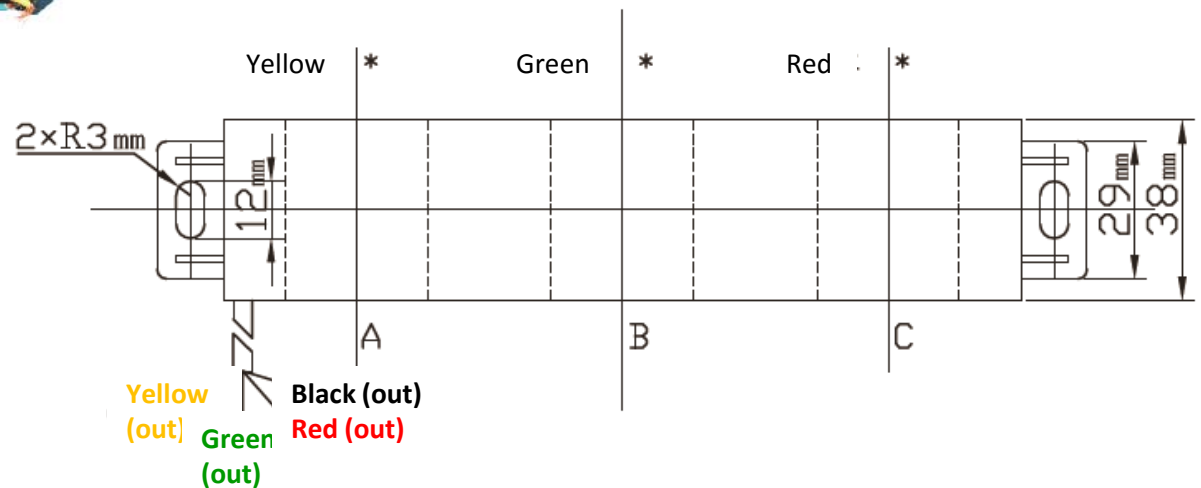 Yellow * Green * Red *
2×R3mm
12mm
29mm
38mm
A B C
Yellow (out)
Green (out)
Black (out)
Red (out)